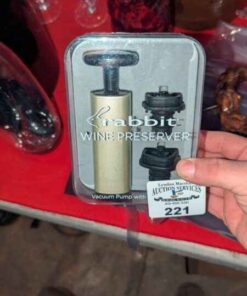 rabbit
WINE PRESERVER
Vacuum Pump with
AUCTION SERVICES
221